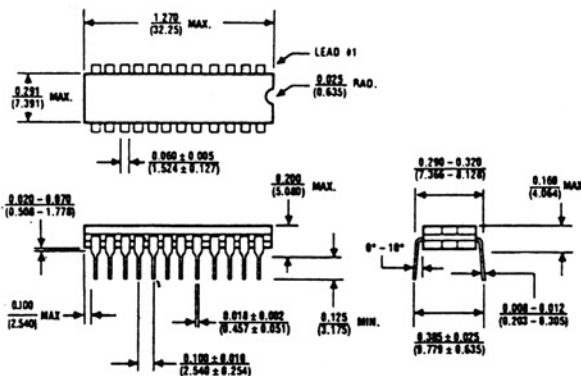 1.270
(32.25) MAX.
LEAD #1
0.291
(7.391) MAX.
0.025
(0.635) RAD.
0.060 ± 0.005
(1.524 ± 0.127)
0.200
(5.080) MAX.
0.290 – 0.320
(7.366 – 8.128)
0.160
(4.064) MAX
0.020 – 0.070
(0.508 – 1.778)
0° – 10°
0.100
(2.540) MAX
0.018 ± 0.002
(0.457 ± 0.051)
0.125
(3.175) MIN.
0.008 – 0.012
(0.203 – 0.305)
0.385 ± 0.025
(9.779 ± 0.635)
0.100 ± 0.010
(2.540 ± 0.254)